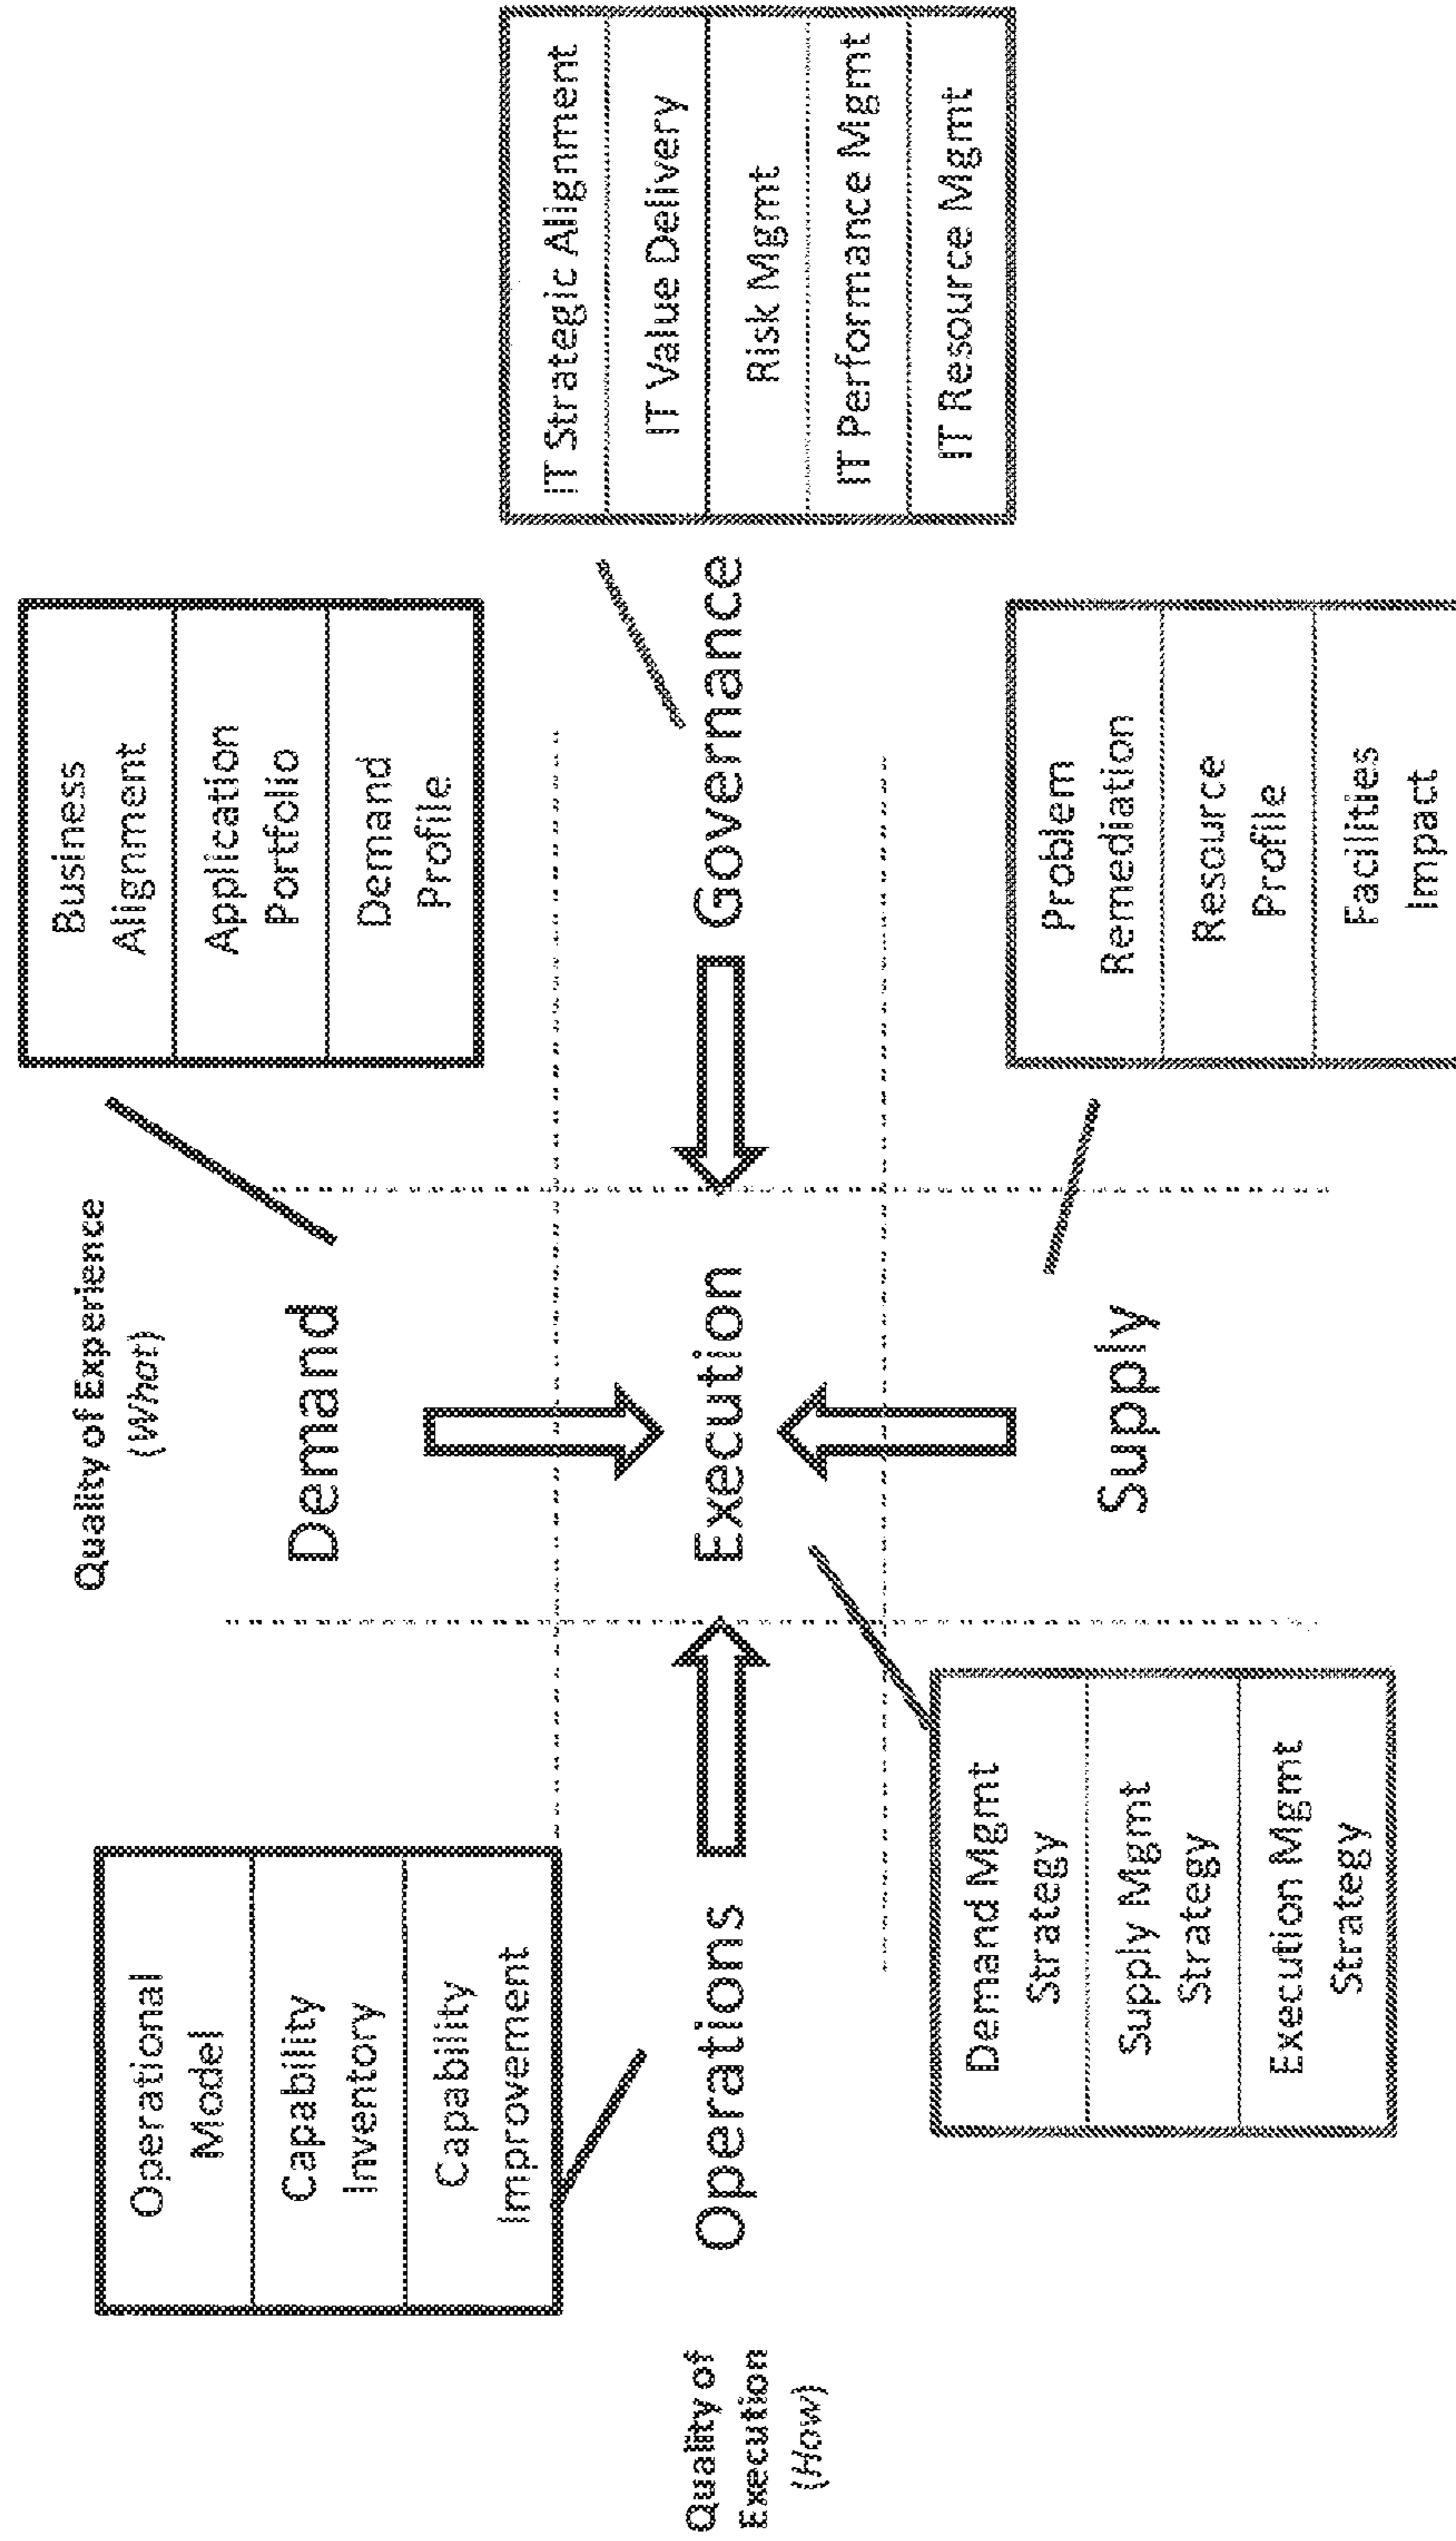 Quality of Experience
(What)
Demand
Business
Alignment
Application
Portfolio
Demand
Profile
Operational
Model
Capability
Inventory
Capability
Improvement
Quality of
Execution
(How)
Operations
Execution
Governance
IT Strategic Alignment
IT Value Delivery
Risk Mgmt
IT Performance Mgmt
IT Resource Mgmt
Demand Mgmt
Strategy
Supply Mgmt
Strategy
Execution Mgmt
Strategy
Supply
Problem
Remediation
Resource
Profile
Facilities
Impact